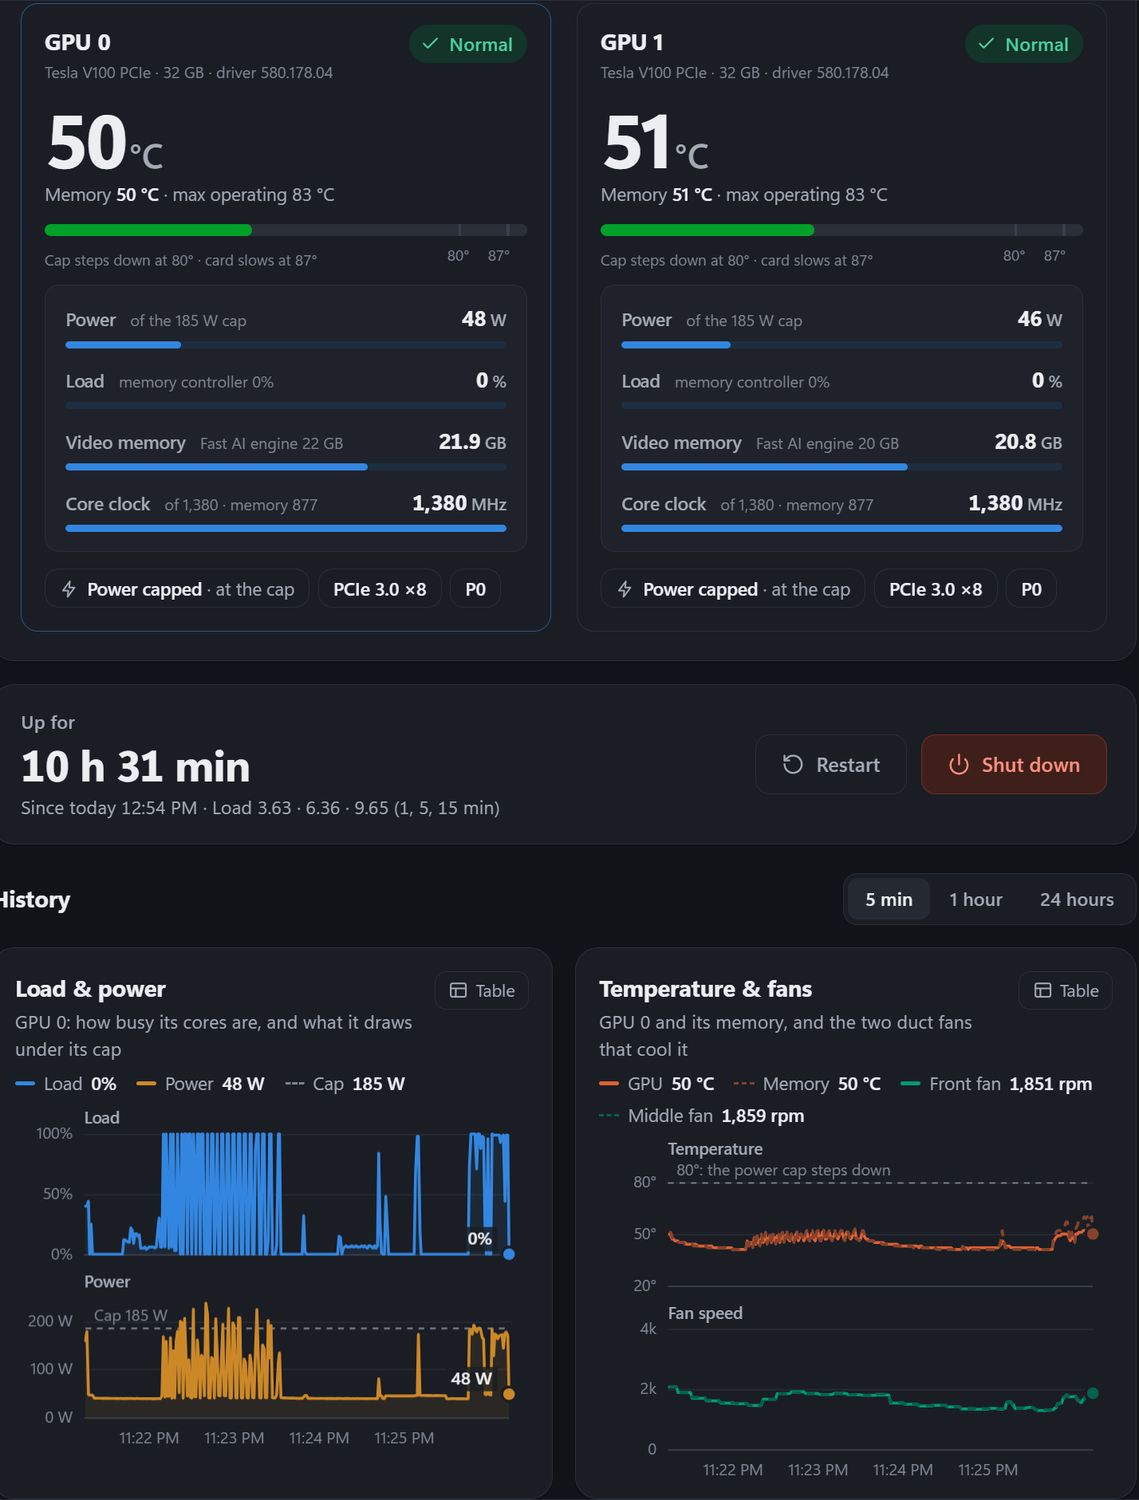 GPU 0
Normal
Tesla V100 PCIe · 32 GB · driver 580.178.04
50 °C
Memory 50 °C · max operating 83 °C
80° 87°
Cap steps down at 80° · card slows at 87°
Power of the 185 W cap 48 W
Load memory controller 0% 0 %
Video memory Fast AI engine 22 GB 21.9 GB
Core clock of 1,380 · memory 877 1,380 MHz
Power capped · at the cap PCIe 3.0 ×8 P0
GPU 1
Normal
Tesla V100 PCIe · 32 GB · driver 580.178.04
51 °C
Memory 51 °C · max operating 83 °C
80° 87°
Cap steps down at 80° · card slows at 87°
Power of the 185 W cap 46 W
Load memory controller 0% 0 %
Video memory Fast AI engine 20 GB 20.8 GB
Core clock of 1,380 · memory 877 1,380 MHz
Power capped · at the cap PCIe 3.0 ×8 P0
Up for
10 h 31 min
Since today 12:54 PM · Load 3.63 · 6.36 · 9.65 (1, 5, 15 min)
Restart
Shut down
History
5 min 1 hour 24 hours
Load & power
Table
GPU 0: how busy its cores are, and what it draws
under its cap
Load 0% Power 48 W Cap 185 W
Load
100%
50%
0%
0%
Power
Cap 185 W
200 W
100 W
48 W
0 W
11:22 PM 11:23 PM 11:24 PM 11:25 PM
Temperature & fans
Table
GPU 0 and its memory, and the two duct fans
that cool it
GPU 50 °C Memory 50 °C Front fan 1,851 rpm
Middle fan 1,859 rpm
Temperature
80°: the power cap steps down
80°
50°
20°
Fan speed
4k
2k
0
11:22 PM 11:23 PM 11:24 PM 11:25 PM